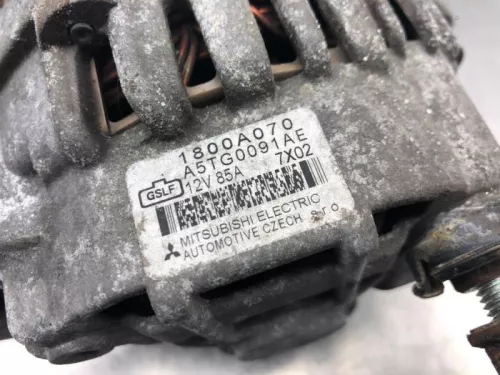 1800A070
A5TG0091AE
GSLF 12V 85A 7X02
MITSUBISHI ELECTRIC
AUTOMOTIVE CZECH s.r.o